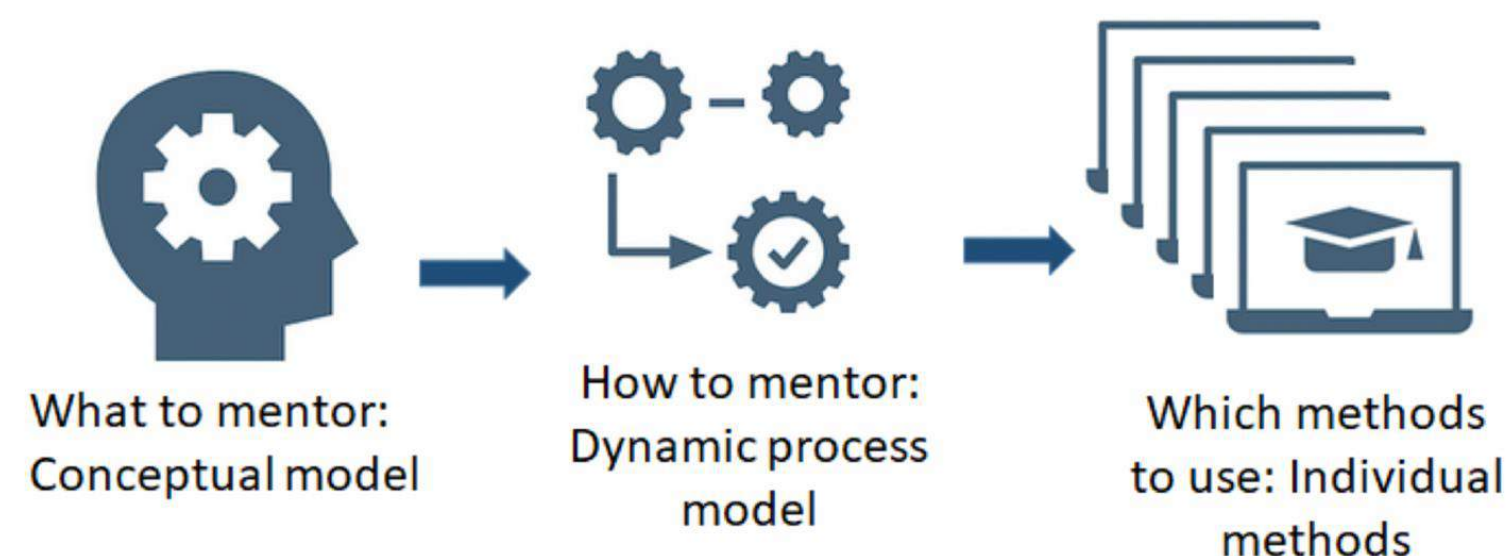 What to mentor:
Conceptual model
How to mentor:
Dynamic process
model
Which methods
to use: Individual
methods